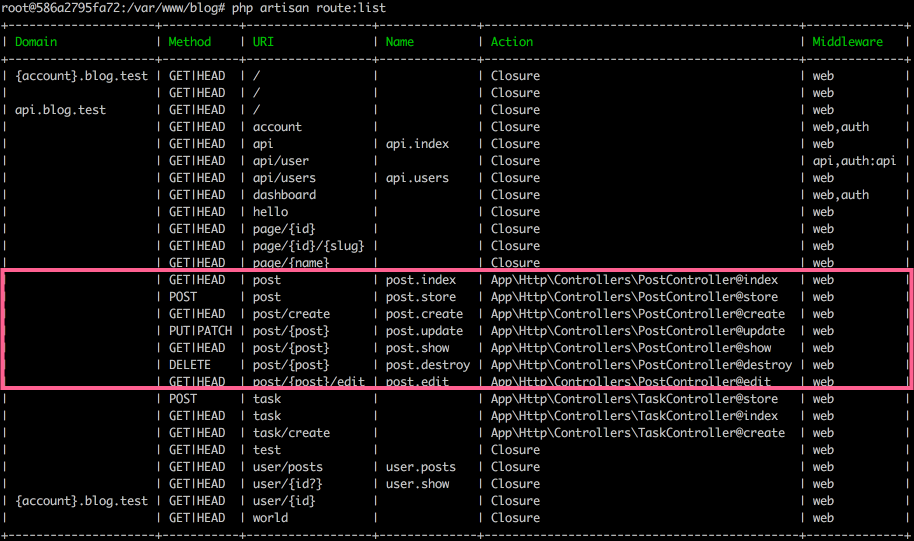 root@586a2795fa72:/var/www/blog# php artisan route:list
+---------------------+----------+------------------+--------------+---------------------------------------------+--------------+
| Domain | Method | URI | Name | Action | Middleware |
+---------------------+----------+------------------+--------------+---------------------------------------------+--------------+
| {account}.blog.test | GET|HEAD | / | | Closure | web |
| | GET|HEAD | / | | Closure | web |
| api.blog.test | GET|HEAD | / | | Closure | web |
| | GET|HEAD | account | | Closure | web,auth |
| | GET|HEAD | api | api.index | Closure | web |
| | GET|HEAD | api/user | | Closure | api,auth:api |
| | GET|HEAD | api/users | api.users | Closure | web |
| | GET|HEAD | dashboard | | Closure | web,auth |
| | GET|HEAD | hello | | Closure | web |
| | GET|HEAD | page/{id} | | Closure | web |
| | GET|HEAD | page/{id}/{slug} | | Closure | web |
| | GET|HEAD | page/{name} | | Closure | web |
| | GET|HEAD | post | post.index | App\Http\Controllers\PostController@index | web |
| | POST | post | post.store | App\Http\Controllers\PostController@store | web |
| | GET|HEAD | post/create | post.create | App\Http\Controllers\PostController@create | web |
| | PUT|PATCH | post/{post} | post.update | App\Http\Controllers\PostController@update | web |
| | GET|HEAD | post/{post} | post.show | App\Http\Controllers\PostController@show | web |
| | DELETE | post/{post} | post.destroy | App\Http\Controllers\PostController@destroy | web |
| | GET|HEAD | post/{post}/edit | post.edit | App\Http\Controllers\PostController@edit | web |
| | POST | task | | App\Http\Controllers\TaskController@store | web |
| | GET|HEAD | task | | App\Http\Controllers\TaskController@index | web |
| | GET|HEAD | task/create | | App\Http\Controllers\TaskController@create | web |
| | GET|HEAD | test | | Closure | web |
| | GET|HEAD | user/posts | user.posts | Closure | web |
| | GET|HEAD | user/{id?} | user.show | Closure | web |
| {account}.blog.test | GET|HEAD | user/{id} | | Closure | web |
| | GET|HEAD | world | | Closure | web |
+---------------------+----------+------------------+--------------+---------------------------------------------+--------------+